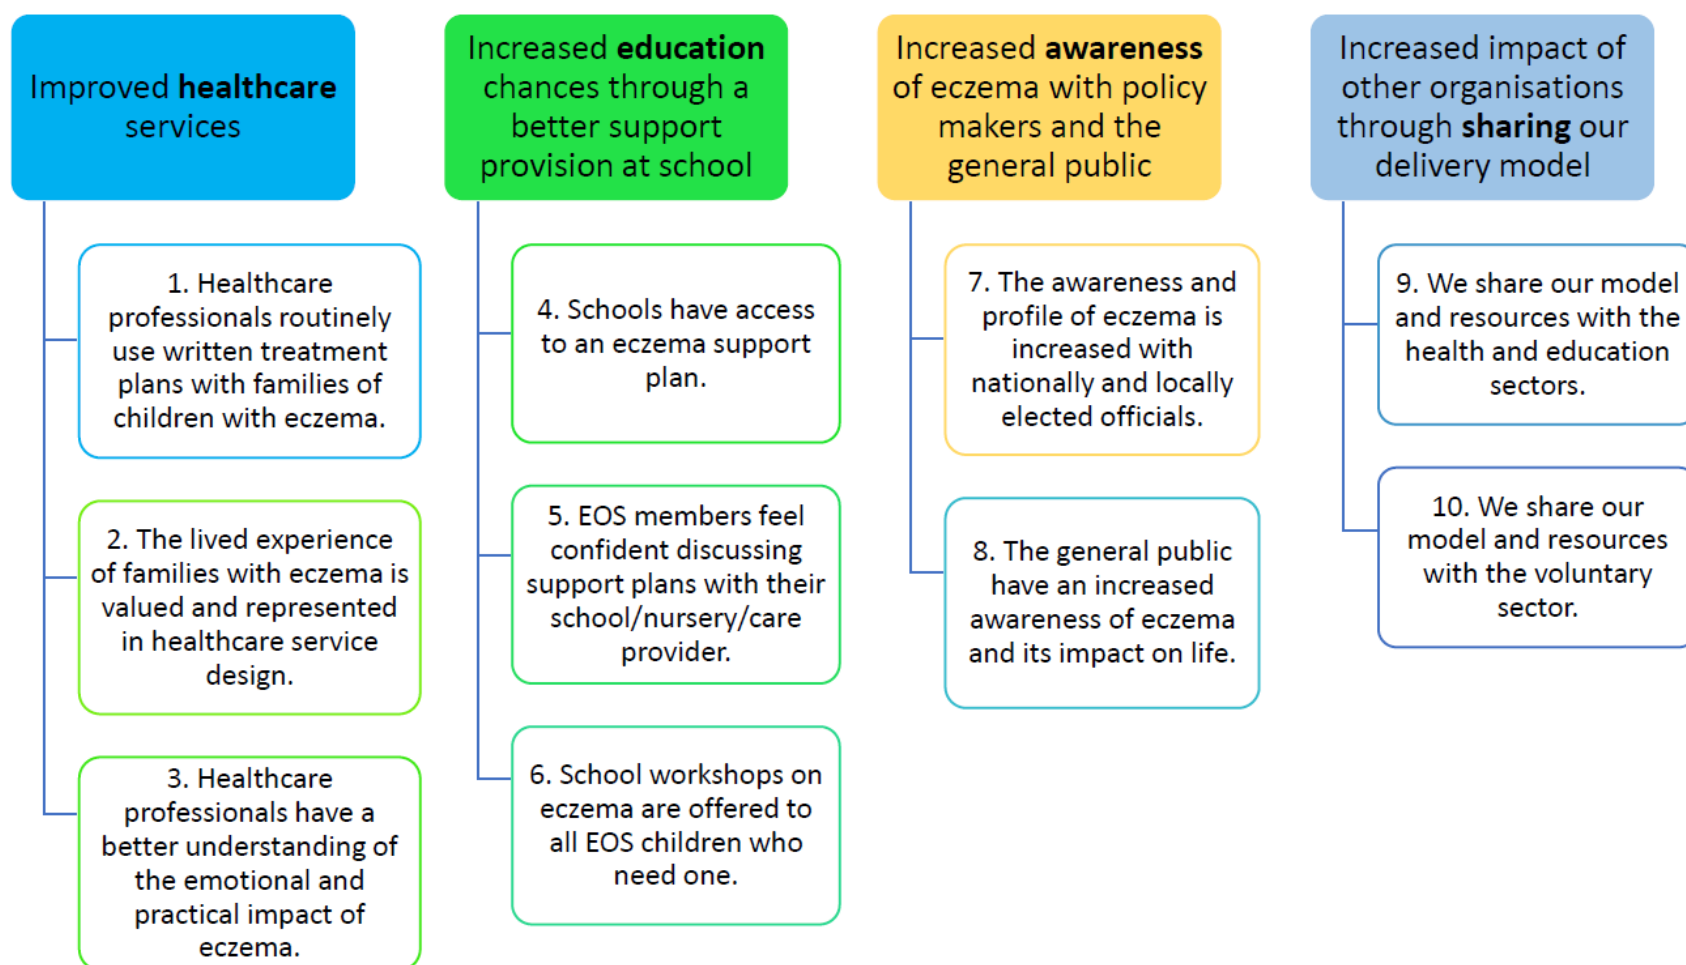 Improved healthcare
services
1. Healthcare
professionals routinely
use written treatment
plans with families of
children with eczema.
2. The lived experience
of families with eczema is
valued and represented
in healthcare service
design.
3. Healthcare
professionals have a
better understanding of
the emotional and
practical impact of
eczema.
Increased education
chances through a
better support
provision at school
4. Schools have access
to an eczema support
plan.
5. EOS members feel
confident discussing
support plans with their
school/nursery/care
provider.
6. School workshops on
eczema are offered to
all EOS children who
need one.
Increased awareness
of eczema with policy
makers and the
general public
7. The awareness and
profile of eczema is
increased with
nationally and locally
elected officials.
8. The general public
have an increased
awareness of eczema
and its impact on life.
Increased impact of
other organisations
through sharing our
delivery model
9. We share our model
and resources with the
health and education
sectors.
10. We share our
model and resources
with the voluntary
sector.